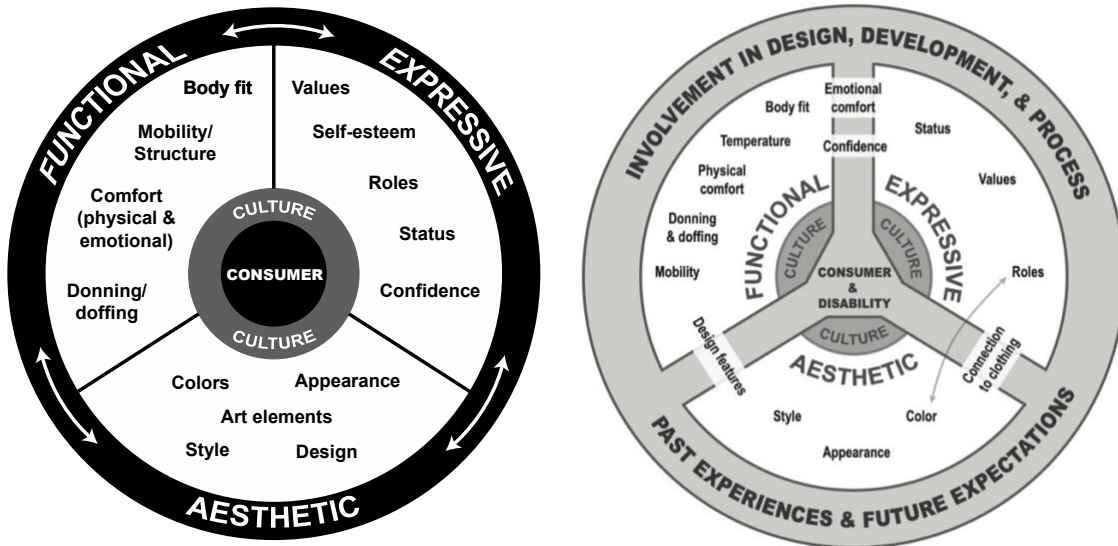 FUNCTIONAL
EXPRESSIVE
Body fit
Values
Mobility/
Structure
Self-esteem
Comfort
(physical &
emotional)
Roles
Status
Donning/
doffing
Confidence
CULTURE
CONSUMER
CULTURE
Colors
Appearance
Art elements
Style
Design
AESTHETIC
INVOLVEMENT IN DESIGN, DEVELOPMENT, & PROCESS
Emotional
comfort
Body fit
Confidence
Status
Temperature
Physical
comfort
Values
Donning
& doffing
Mobility
Roles
FUNCTIONAL
EXPRESSIVE
CULTURE
CULTURE
CONSUMER
&
DISABILITY
CULTURE
AESTHETIC
Design features
Connection
to clothing
Style
Color
Appearance
PAST EXPERIENCES & FUTURE EXPECTATIONS